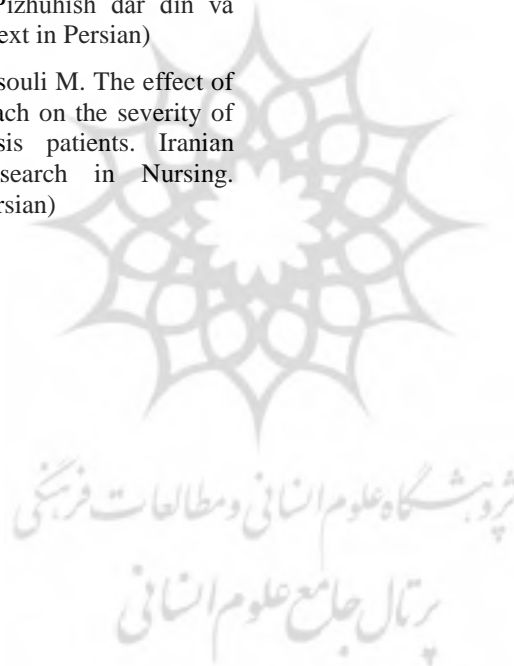 Pizhuhish dar din va
ext in Persian)
souli M. The effect of
ach on the severity of
sis patients. Iranian
search in Nursing.
rsian)
پژوهشگاه علوم انسانی و مطالعات فرهنگی
پرتال جامع علوم انسانی